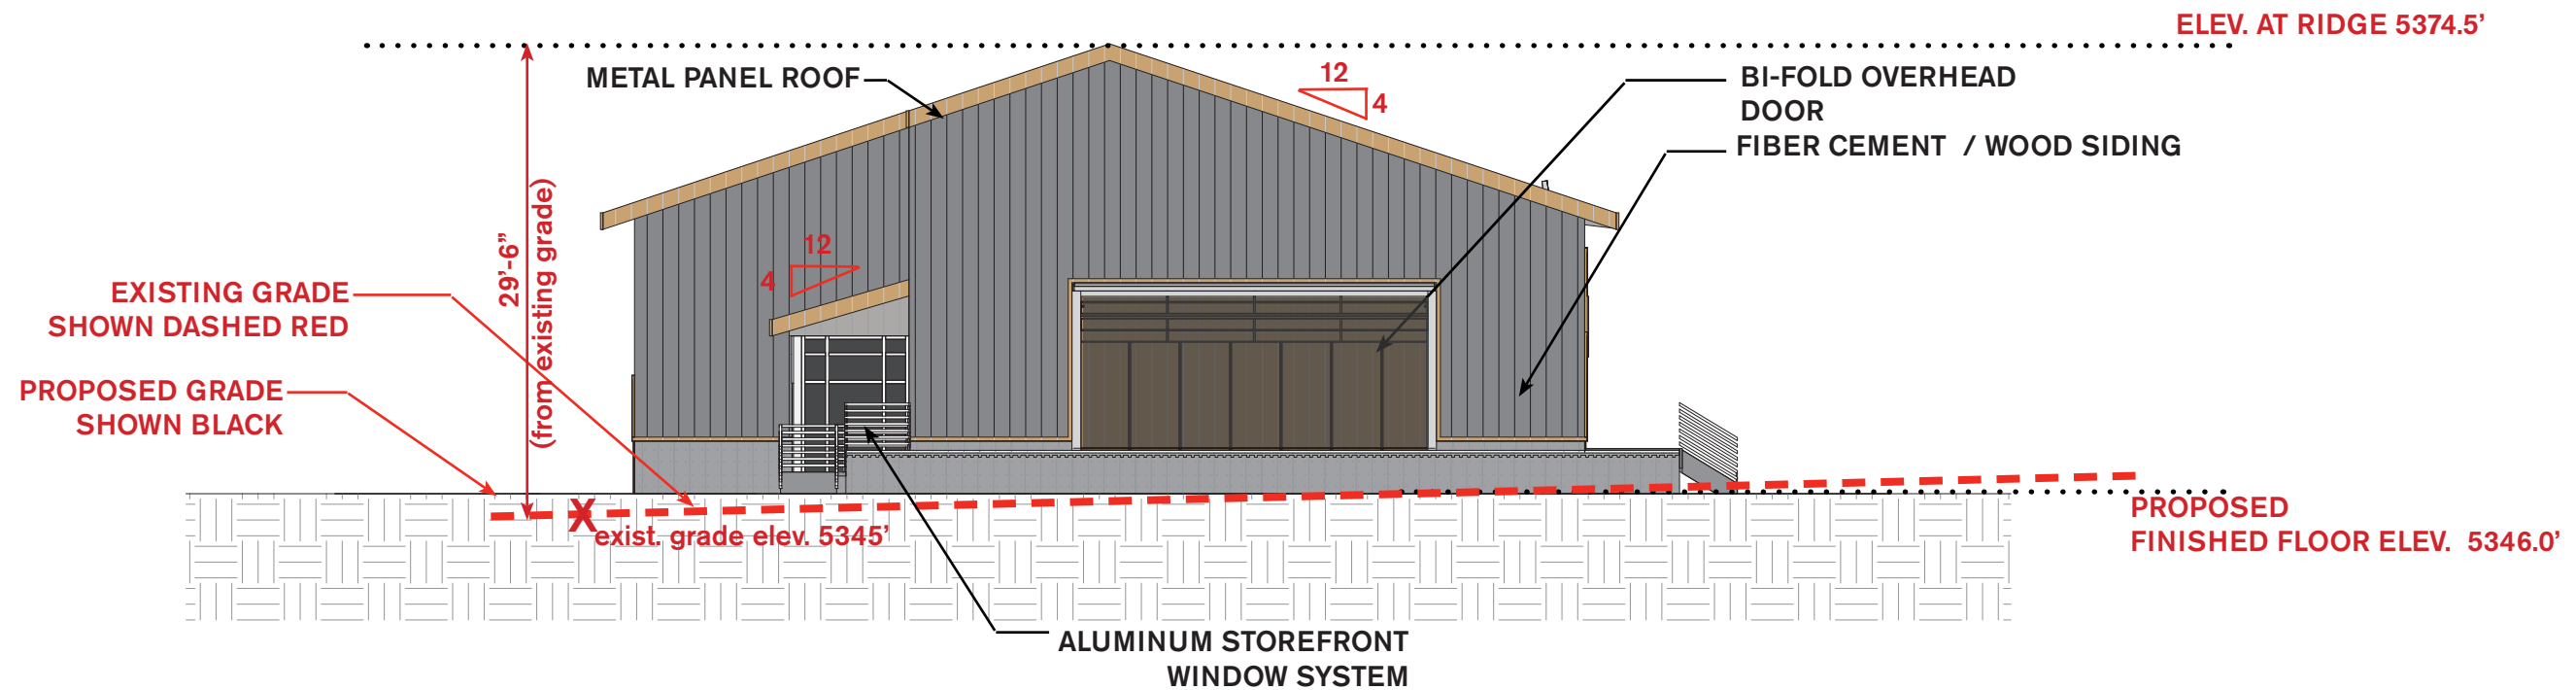 ELEV. AT RIDGE 5374.5’
METAL PANEL ROOF
12
4
BI-FOLD OVERHEAD
DOOR
FIBER CEMENT / WOOD SIDING
29’-6”
(from existing grade)
12
4
EXISTING GRADE
SHOWN DASHED RED
PROPOSED GRADE
SHOWN BLACK
X
exist. grade elev. 5345’
PROPOSED
FINISHED FLOOR ELEV. 5346.0’
ALUMINUM STOREFRONT
WINDOW SYSTEM